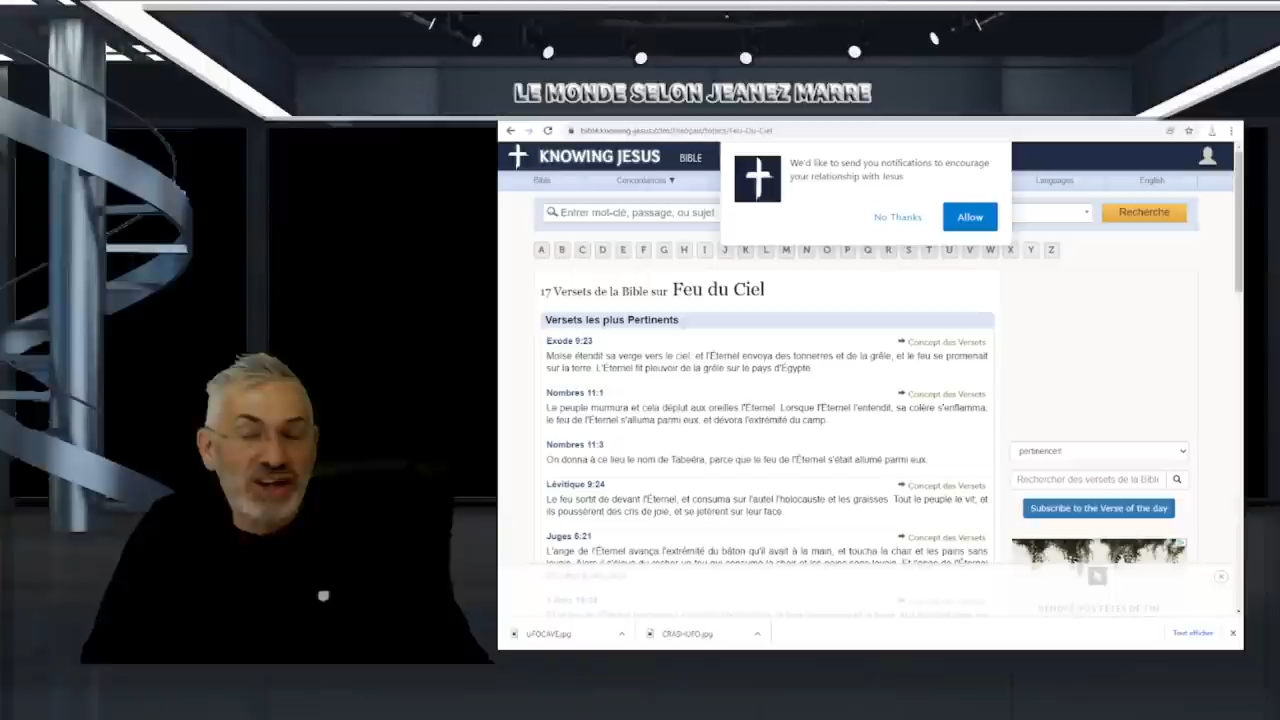 LE MONDE SELON JEANEZ MARRE
KNOWING JESUS
BIBLE
We'd like to send you notifications to encourage
your relationship with Jesus
No Thanks
Allow
Bible
Concordances ▼
Languages
English
Entrer mot-clé, passage, ou sujet
Recherche
A B C D E F G H I J K L M N O P Q R S T U V W X Y Z
17 Versets de la Bible sur Feu du Ciel
Versets les plus Pertinents
Exode 9:23
Concept des Versets
Moïse étendit sa verge vers le ciel; et l'Éternel envoya des tonnerres et de la grêle, et le feu se promenait
sur la terre. L'Éternel fit pleuvoir de la grêle sur le pays d'Égypte.
Nombres 11:1
Concept des Versets
Le peuple murmura et cela déplut aux oreilles l'Éternel. Lorsque l'Éternel l'entendit, sa colère s'enflamma;
le feu de l'Éternel s'alluma parmi eux, et dévora l'extrémité du camp.
Nombres 11:3
On donna à ce lieu le nom de Tabeéra, parce que le feu de l'Éternel s'était allumé parmi eux.
Lévitique 9:24
Concept des Versets
Le feu sortit de devant l'Éternel, et consuma sur l'autel l'holocauste et les graisses. Tout le peuple le vit; et
ils poussèrent des cris de joie, et se jetèrent sur leur face.
Juges 6:21
Concept des Versets
L'ange de l'Éternel avança l'extrémité du bâton qu'il avait à la main, et toucha la chair et les pains sans
pertinence!!
Rechercher des versets de la Bibl
Subscribe to the Verse of the day
UFOCAVE.jpg
CRASHUFO.jpg
Tout afficher